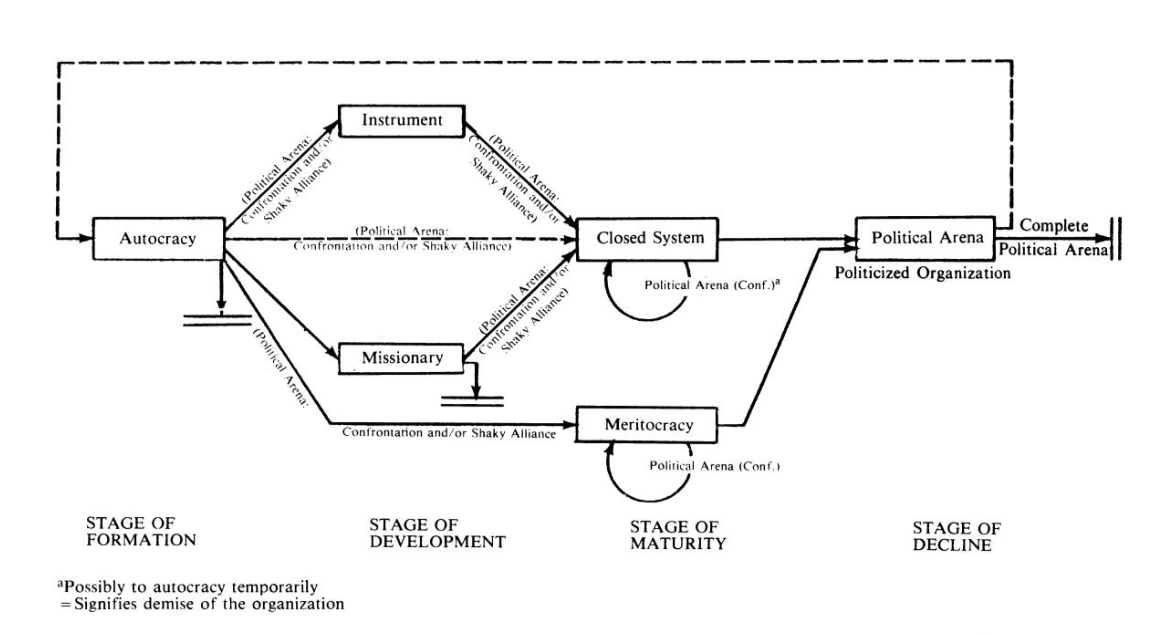 Instrument
(Political Arena:
Confrontation and/or
Shaky Alliance)
(Political Arena:
Confrontation and/or
Shaky Alliance)
Autocracy
(Political Arena:
Confrontation and/or Shaky Alliance)
Closed System
Political Arena
Politicized Organization
Complete
Political Arena
Political Arena (Conf.)ᵃ
(Political Arena:
Confrontation and/or
Shaky Alliance)
Missionary
(Political Arena:
Confrontation and/or Shaky Alliance
Meritocracy
Political Arena (Conf.)
STAGE OF
FORMATION
STAGE OF
DEVELOPMENT
STAGE OF
MATURITY
STAGE OF
DECLINE
ᵃPossibly to autocracy temporarily
= Signifies demise of the organization